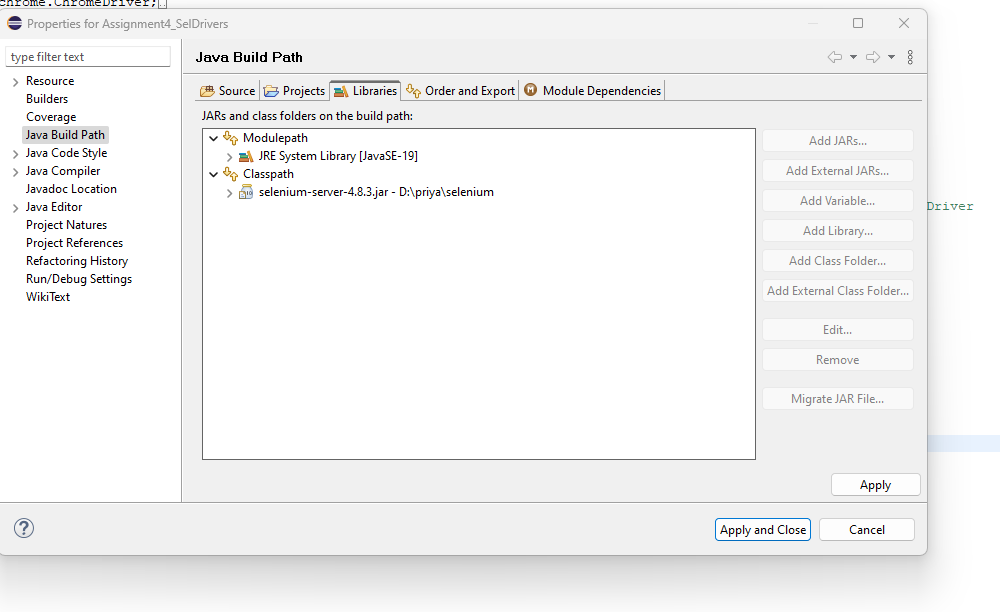 chrome.ChromeDriver;
Properties for Assignment4_SelDrivers
type filter text
Resource
Builders
Coverage
Java Build Path
Java Code Style
Java Compiler
Javadoc Location
Java Editor
Project Natures
Project References
Refactoring History
Run/Debug Settings
WikiText
Java Build Path
Source Projects Libraries Order and Export Module Dependencies
JARs and class folders on the build path:
Modulepath
JRE System Library [JavaSE-19]
Classpath
selenium-server-4.8.3.jar - D:\priya\selenium
Add JARs...
Add External JARs...
Add Variable...
Add Library...
Add Class Folder...
Add External Class Folder...
Edit...
Remove
Migrate JAR File...
Driver
Apply
Apply and Close Cancel